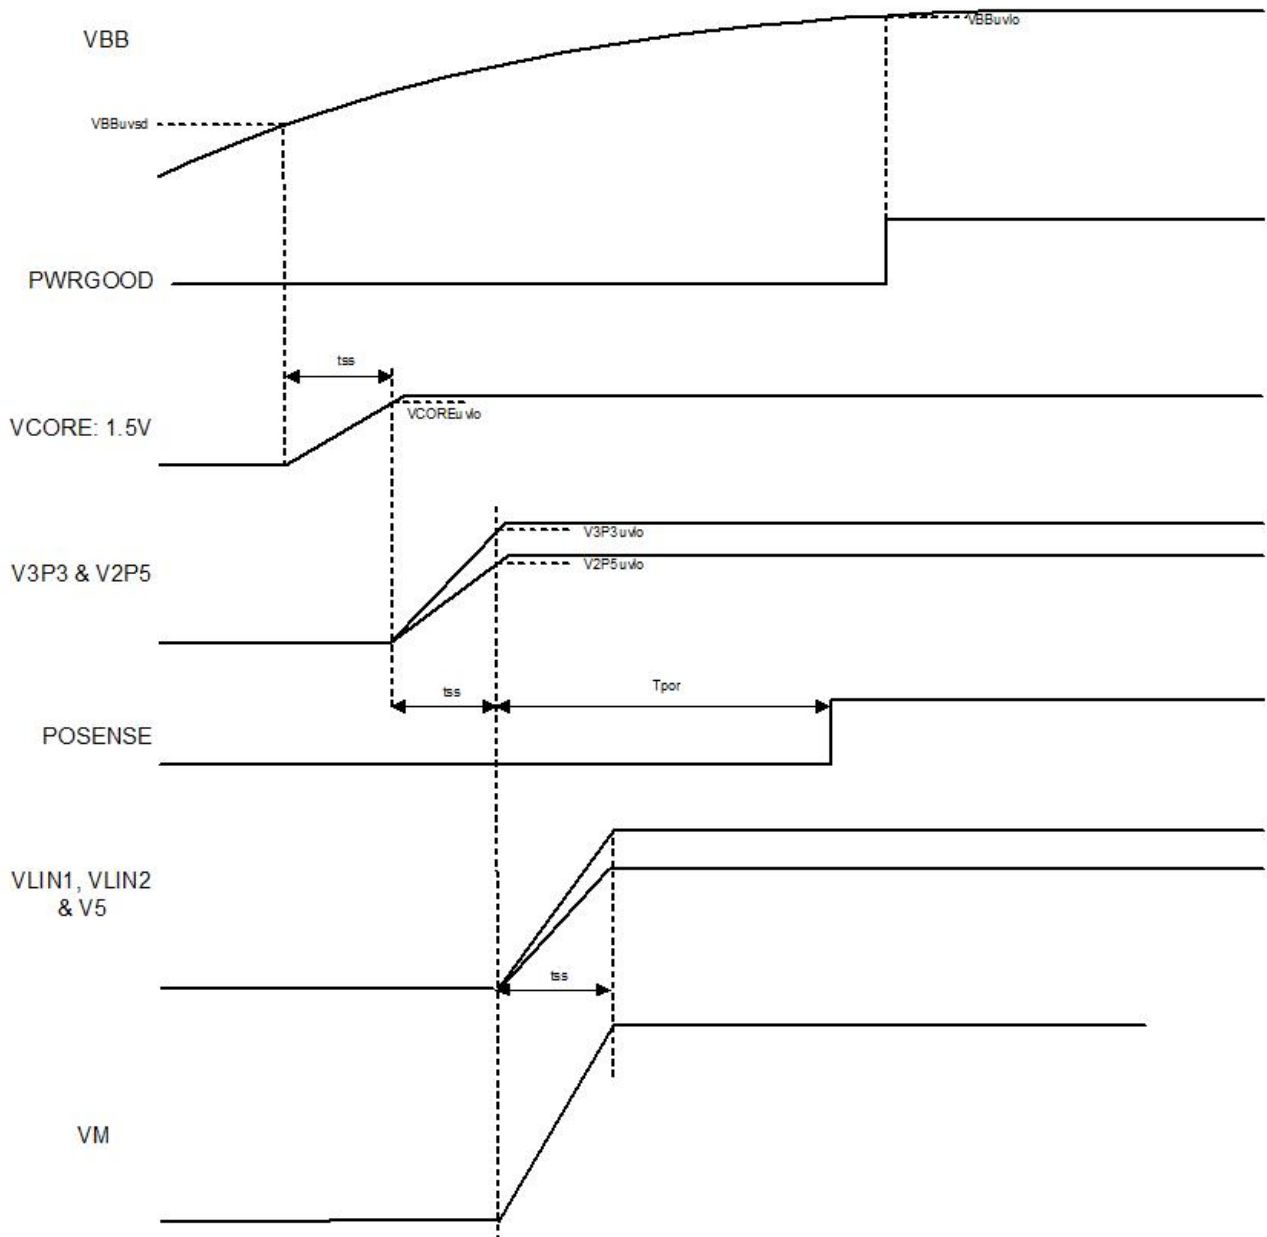 VBBuvlo
VBB
VBBuvsd
PWRGOOD
tss
VCOREuvlo
VCORE: 1.5V
V3P3uvlo
V2P5uvlo
V3P3 & V2P5
tss
Tpor
POSENSE
VLIN1, VLIN2
& V5
tss
VM